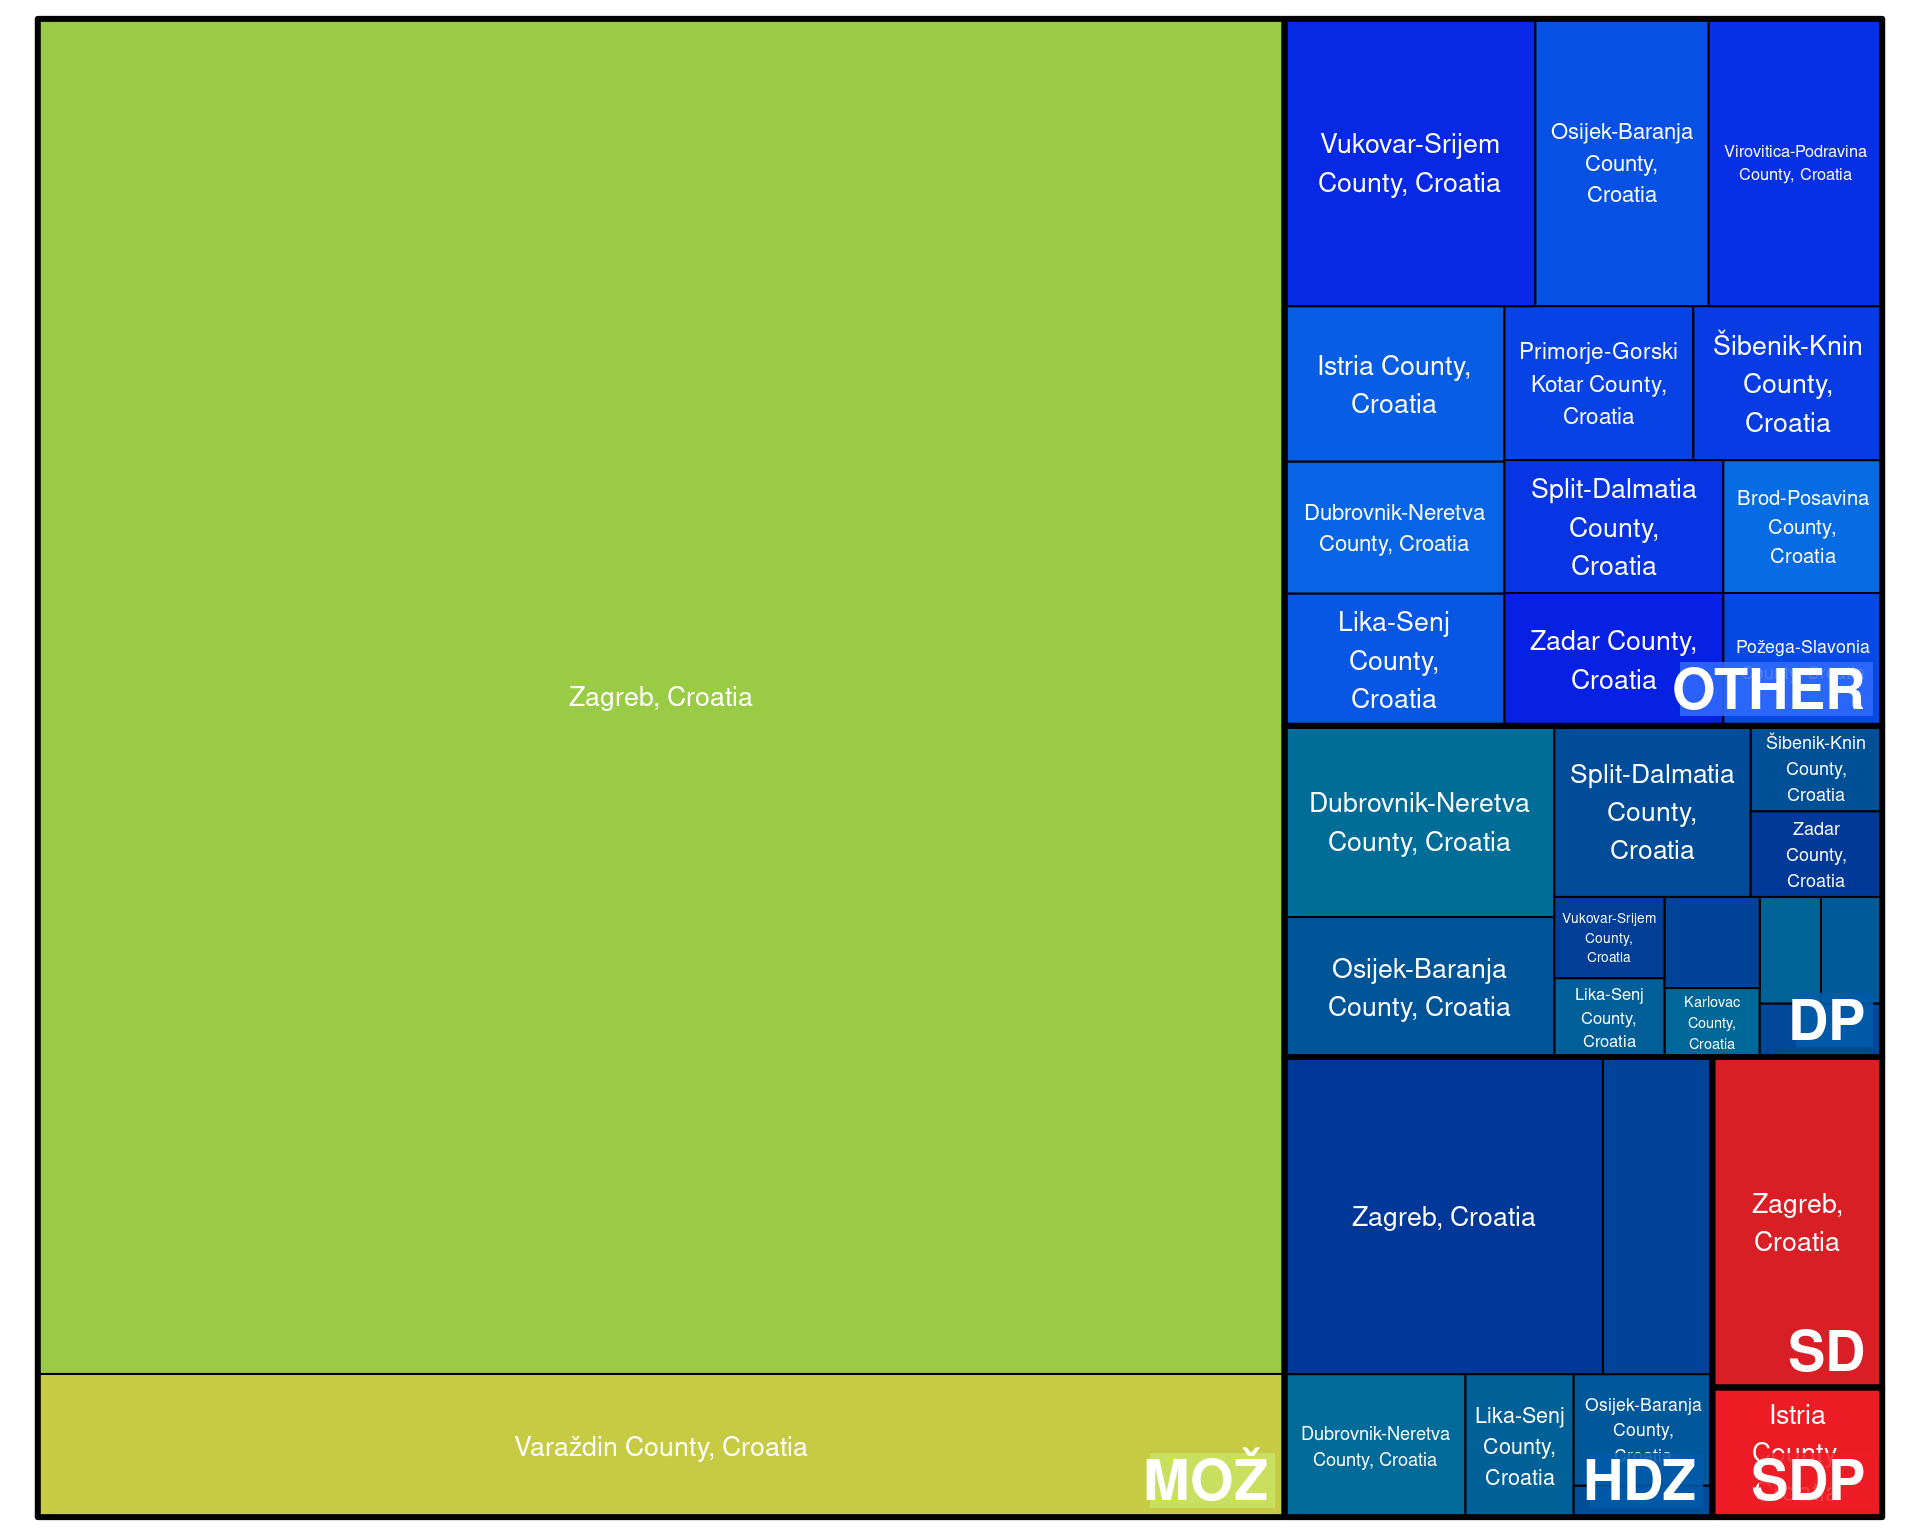 Zagreb, Croatia
Varaždin County, Croatia
MOŽ
Vukovar-Srijem
County, Croatia
Osijek-Baranja
County,
Croatia
Virovitica-Podravina
County, Croatia
Istria County,
Croatia
Primorje-Gorski
Kotar County,
Croatia
Šibenik-Knin
County,
Croatia
Dubrovnik-Neretva
County, Croatia
Split-Dalmatia
County,
Croatia
Brod-Posavina
County,
Croatia
Lika-Senj
County,
Croatia
Zadar County,
Croatia
Požega-Slavonia
OTHER
Dubrovnik-Neretva
County, Croatia
Osijek-Baranja
County, Croatia
Split-Dalmatia
County,
Croatia
Šibenik-Knin
County,
Croatia
Zadar
County,
Croatia
Vukovar-Srijem
County,
Croatia
Lika-Senj
County,
Croatia
Karlovac
County,
Croatia
DP
Zagreb, Croatia
Dubrovnik-Neretva
County, Croatia
Lika-Senj
County,
Croatia
Osijek-Baranja
County,
Croatia
HDZ
Zagreb,
Croatia
SD
Istria
County,
SDP